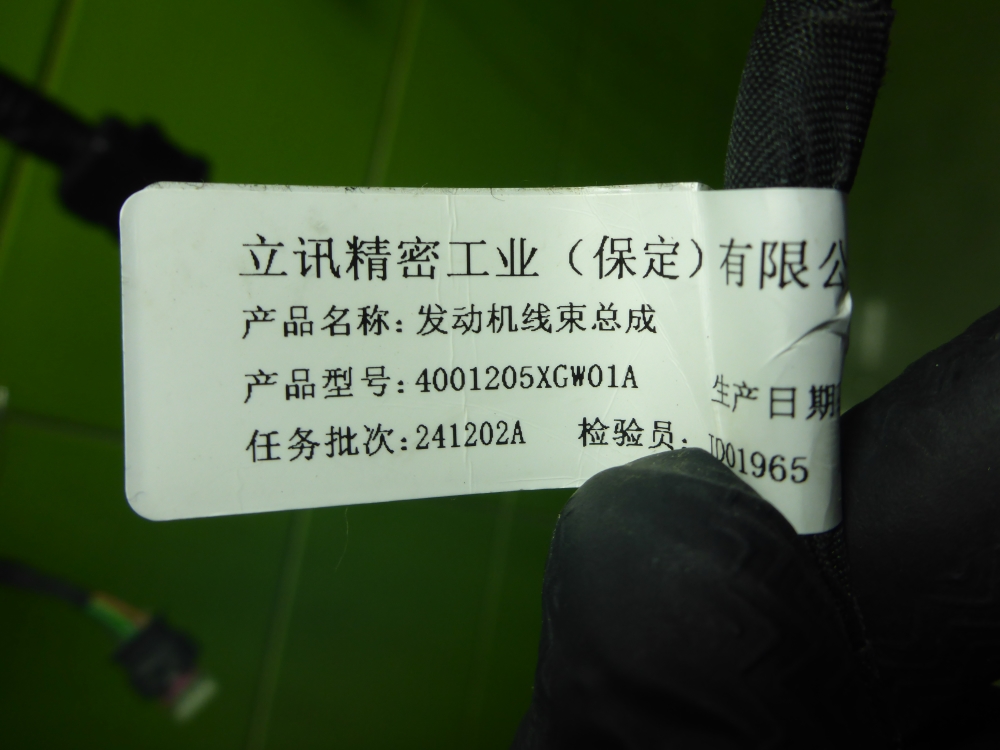 立讯精密工业（保定）有限公
产品名称:发动机线束总成
产品型号:4001205XGW01A 生产日期
任务批次:241202A 检验员: JD01965